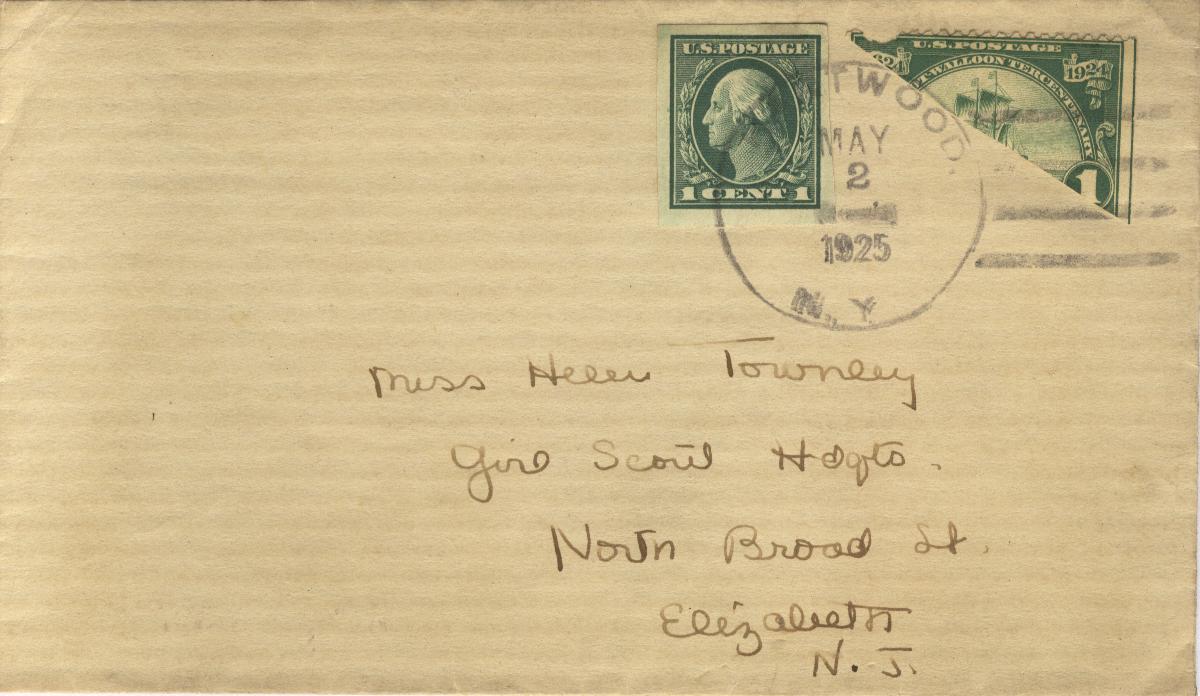 U.S.POSTAGE
1 CENT 1
U.S.POSTAGE
624 T WALLOON TERCENTENARY 1924
1
TWOOD.
MAY
2
1925
N.Y.
Miss Helen Townley
Girl Scout Hdqts.
North Broad St.
Elizabeth
N. J.